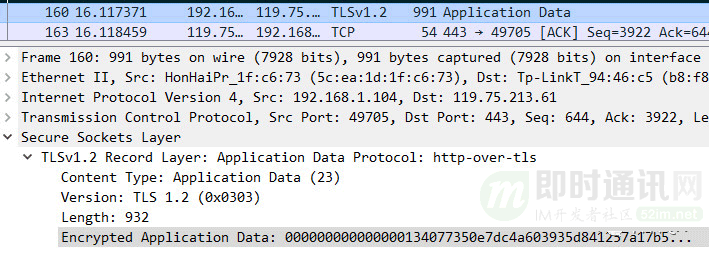 160 16.117371 192.16… 119.75.… TLSv1.2 991 Application Data
163 16.118459 119.75… 192.168… TCP 54 443 → 49705 [ACK] Seq=3922 Ack=644
Frame 160: 991 bytes on wire (7928 bits), 991 bytes captured (7928 bits) on interface
Ethernet II, Src: HonHaiPr_1f:c6:73 (5c:ea:1d:1f:c6:73), Dst: Tp-LinkT_94:46:c5 (b8:f8
Internet Protocol Version 4, Src: 192.168.1.104, Dst: 119.75.213.61
Transmission Control Protocol, Src Port: 49705, Dst Port: 443, Seq: 644, Ack: 3922, Le
Secure Sockets Layer
TLSv1.2 Record Layer: Application Data Protocol: http-over-tls
Content Type: Application Data (23)
Version: TLS 1.2 (0x0303)
Length: 932
Encrypted Application Data: 000000000000000134077350e7dc4a603935d8412b7a17b5...
即时通讯网
IM开发者社区 52im.net